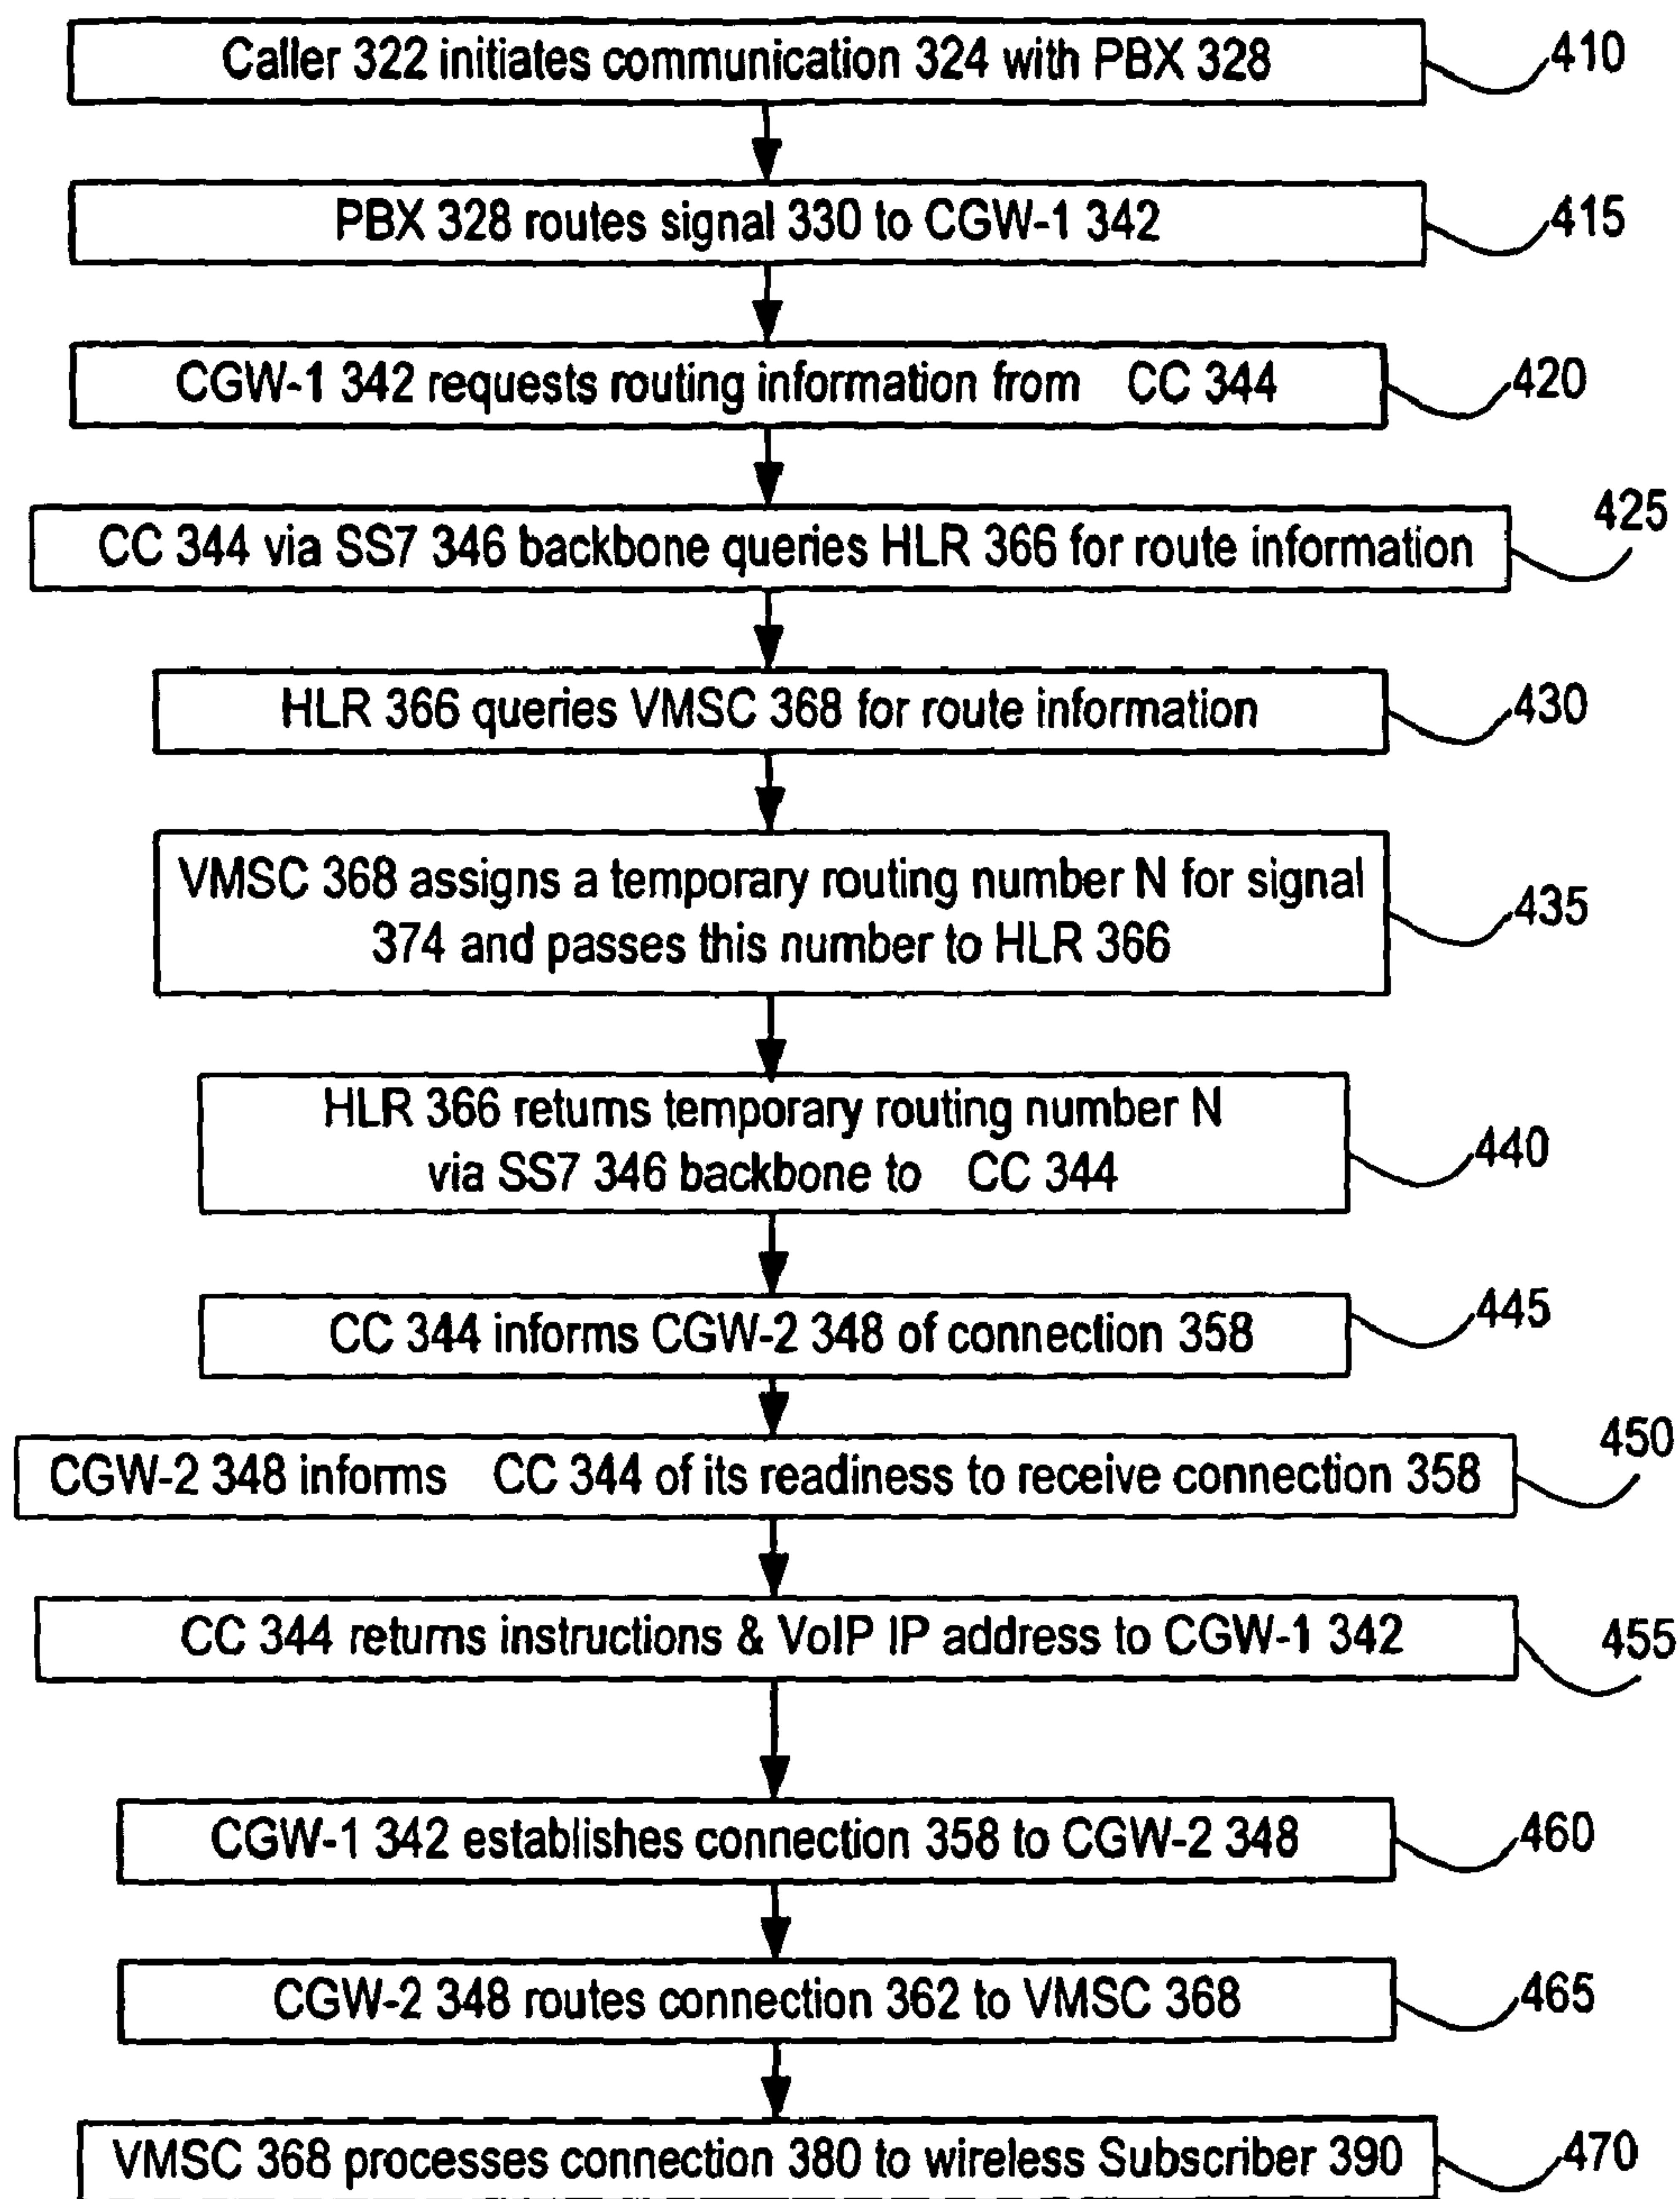 Caller 322 initiates communication 324 with PBX 328
410
PBX 328 routes signal 330 to CGW-1 342
415
CGW-1 342 requests routing information from CC 344
420
CC 344 via SS7 346 backbone queries HLR 366 for route information
425
HLR 366 queries VMSC 368 for route information
430
VMSC 368 assigns a temporary routing number N for signal
374 and passes this number to HLR 366
435
HLR 366 returns temporary routing number N
via SS7 346 backbone to CC 344
440
CC 344 informs CGW-2 348 of connection 358
445
CGW-2 348 informs CC 344 of its readiness to receive connection 358
450
CC 344 returns instructions & VoIP IP address to CGW-1 342
455
CGW-1 342 establishes connection 358 to CGW-2 348
460
CGW-2 348 routes connection 362 to VMSC 368
465
VMSC 368 processes connection 380 to wireless Subscriber 390
470